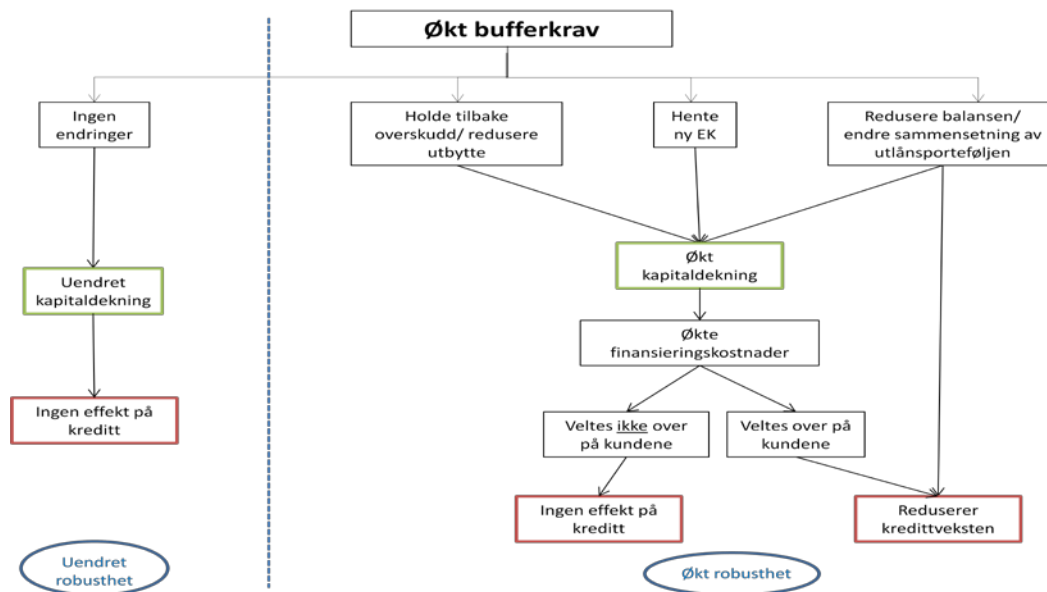 Økt bufferkrav
Ingen
endringer
Holde tilbake
overskudd/ redusere
utbytte
Hente
ny EK
Redusere balansen/
endre sammensetning av
utlånsporteføljen
Uendret
kapitaldekning
Økt
kapitaldekning
Økte
finansieringskostnader
Ingen effekt på
kreditt
Veltes ikke over
på kundene
Veltes over på
kundene
Ingen effekt på
kreditt
Reduserer
kredittveksten
Uendret
robusthet
Økt robusthet